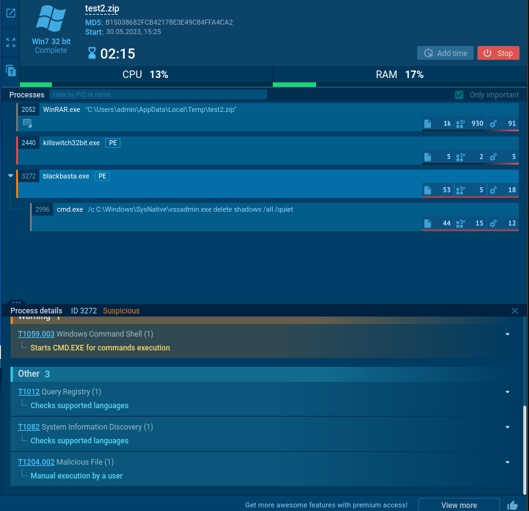 test2.zip
MD5: B15038682FCB42178E3E49C84FFA4CA2
Start: 30.05.2023, 15:25
Win7 32 bit
Complete
02:15
Add time
Stop
CPU 13%
RAM 17%
Processes
Filter by PID or name
Only important
2052 WinRAR.exe "C:\Users\admin\AppData\Local\Temp\test2.zip"
1k 930 91
2440 killswitch32bit.exe PE
5 2 5
3272 blackbasta.exe PE
53 5 18
2996 cmd.exe /c C:\Windows\SysNative\vssadmin.exe delete shadows /all /quiet
44 15 12
Process details ID 3272 Suspicious
Warning 1
T1059.003 Windows Command Shell (1)
Starts CMD.EXE for commands execution
Other 3
T1012 Query Registry (1)
Checks supported languages
T1082 System Information Discovery (1)
Checks supported languages
T1204.002 Malicious File (1)
Manual execution by a user
Get more awesome features with premium access!
View more